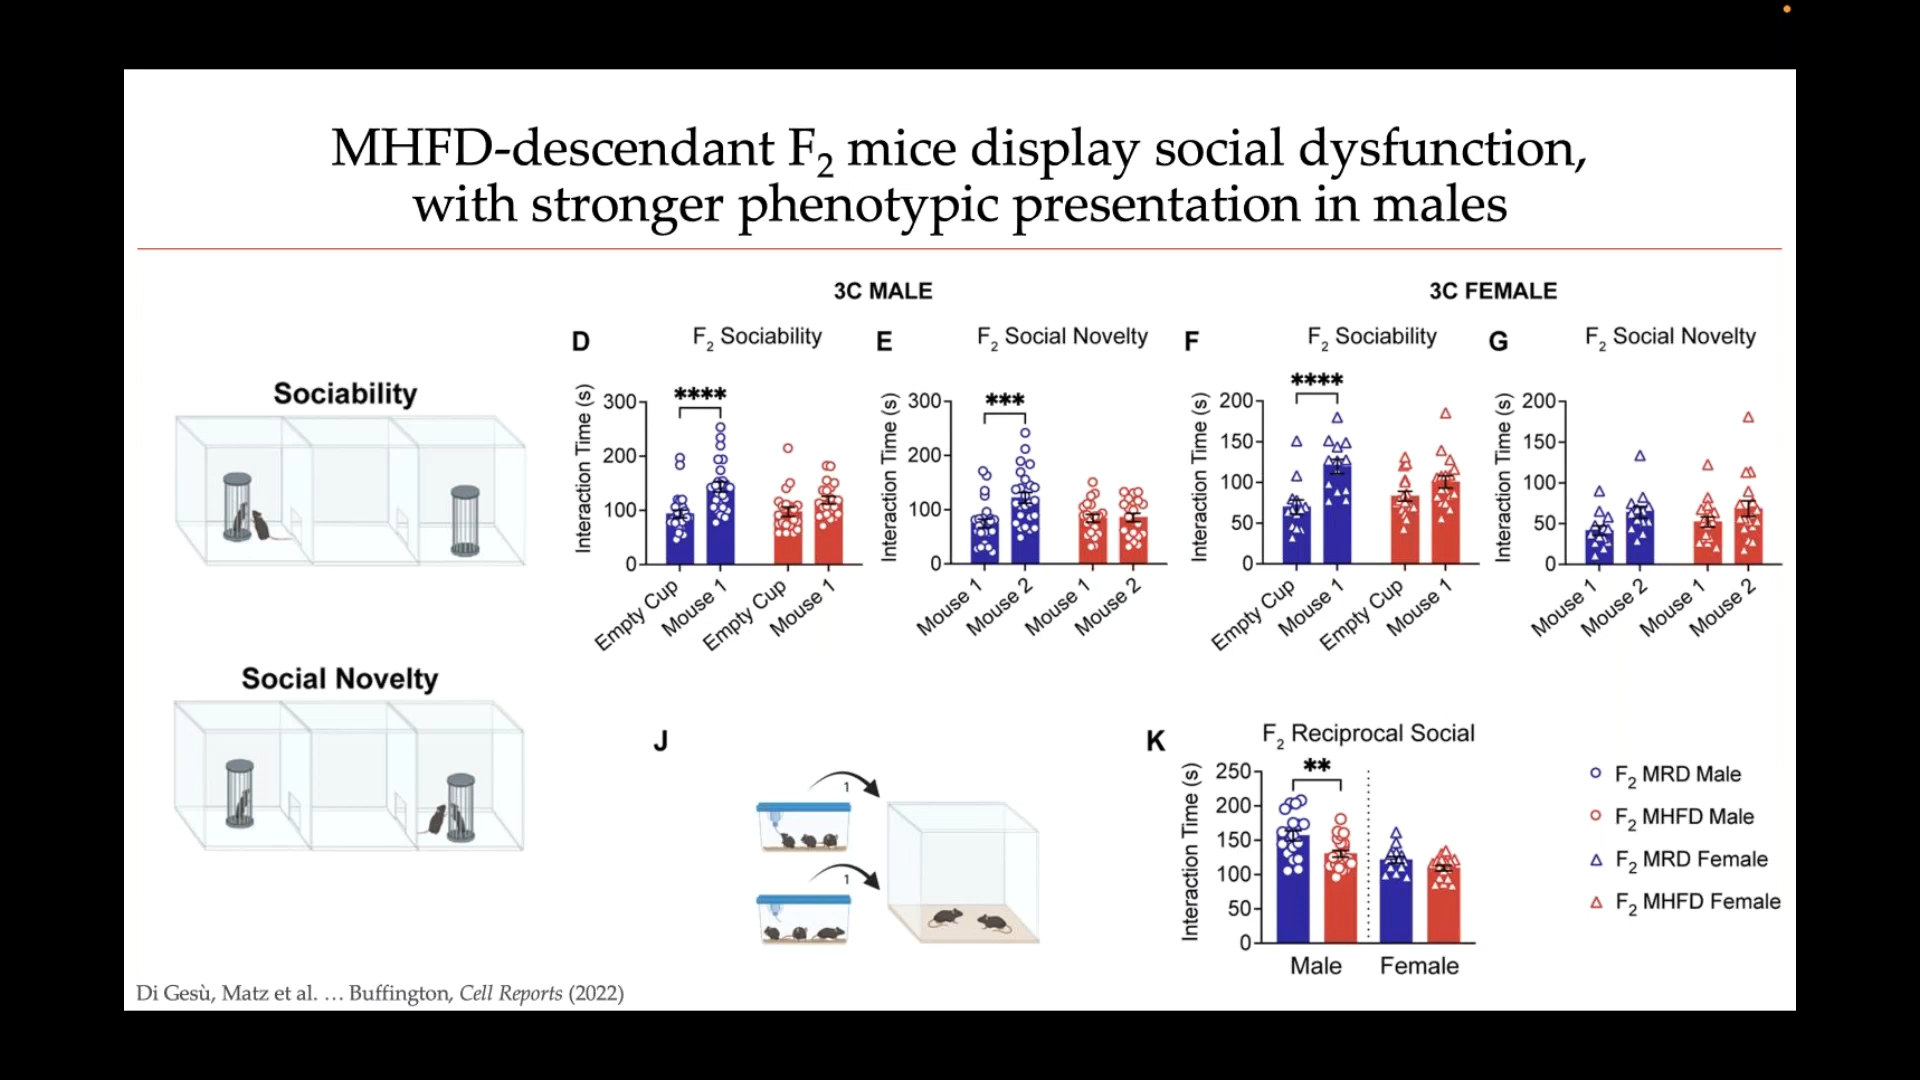 MHFD-descendant F2 mice display social dysfunction,
with stronger phenotypic presentation in males
3C MALE
3C FEMALE
Sociability
Social Novelty
D
F2 Sociability
Interaction Time (s)
300
200
100
0
****
Empty Cup
Mouse 1
Empty Cup
Mouse 1
E
F2 Social Novelty
Interaction Time (s)
300
200
100
0
***
Mouse 1
Mouse 2
Mouse 1
Mouse 2
F
F2 Sociability
Interaction Time (s)
200
150
100
50
0
****
Empty Cup
Mouse 1
Empty Cup
Mouse 1
G
F2 Social Novelty
Interaction Time (s)
200
150
100
50
0
Mouse 1
Mouse 2
Mouse 1
Mouse 2
J
1
1
K
F2 Reciprocal Social
Interaction Time (s)
250
200
150
100
50
0
**
Male
Female
F2 MRD Male
F2 MHFD Male
F2 MRD Female
F2 MHFD Female
Di Gesù, Matz et al. … Buffington, Cell Reports (2022)